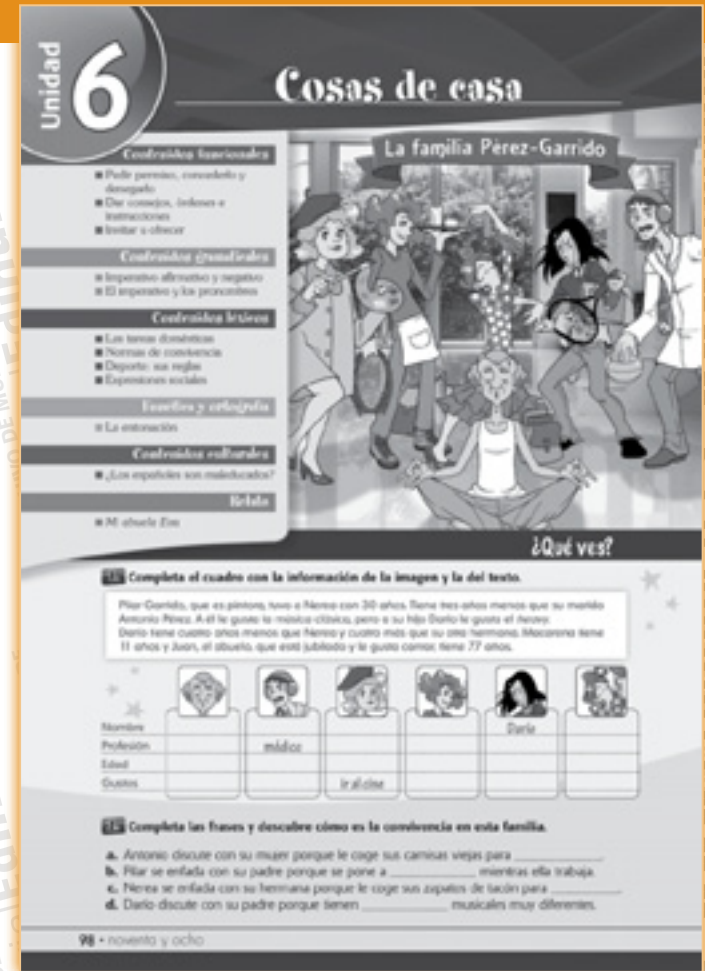 Unidad
6
Cosas de casa
La familia Pérez-Garrido
Contenidos funcionales
Pedir permiso, concederlo y
denegarlo
Dar consejos, órdenes e
instrucciones
Invitar u ofrecer
Contenidos gramaticales
Imperativo afirmativo y negativo
El imperativo y los pronombres
Contenidos léxicos
Las tareas domésticas
Normas de convivencia
Deporte: sus reglas
Expresiones sociales
Fonética y ortografía
La entonación
Contenidos culturales
¿Los españoles son maleducados?
Relato
Mi abuela Eva
¿Qué ves?
Completa el cuadro con la información de la imagen y la del texto.
Pilar Garrido, que es pintora, tuvo a Nerea con 30 años. Tiene tres años menos que su marido
Antonio Pérez. A él le gusta la música clásica, pero a su hijo Darío le gusta el heavy.
Darío tiene cuatro años menos que Nerea y cuatro más que su otra hermana. Macarena tiene
11 años y Juan, el abuelo, que está jubilado y le gusta cantar, tiene 77 años.
Nombre
Darío
Profesión
médico
Edad
Gustos
ir al cine
Completa las frases y descubre cómo es la convivencia en esta familia.
a. Antonio discute con su mujer porque le coge sus camisas viejas para ____________.
b. Pilar se enfada con su padre porque se pone a ____________ mientras ella trabaja.
c. Nerea se enfada con su hermana porque le coge sus zapatos de tacón para ____________.
d. Darío discute con su padre porque tienen ____________ musicales muy diferentes.
98 • noventa y ocho